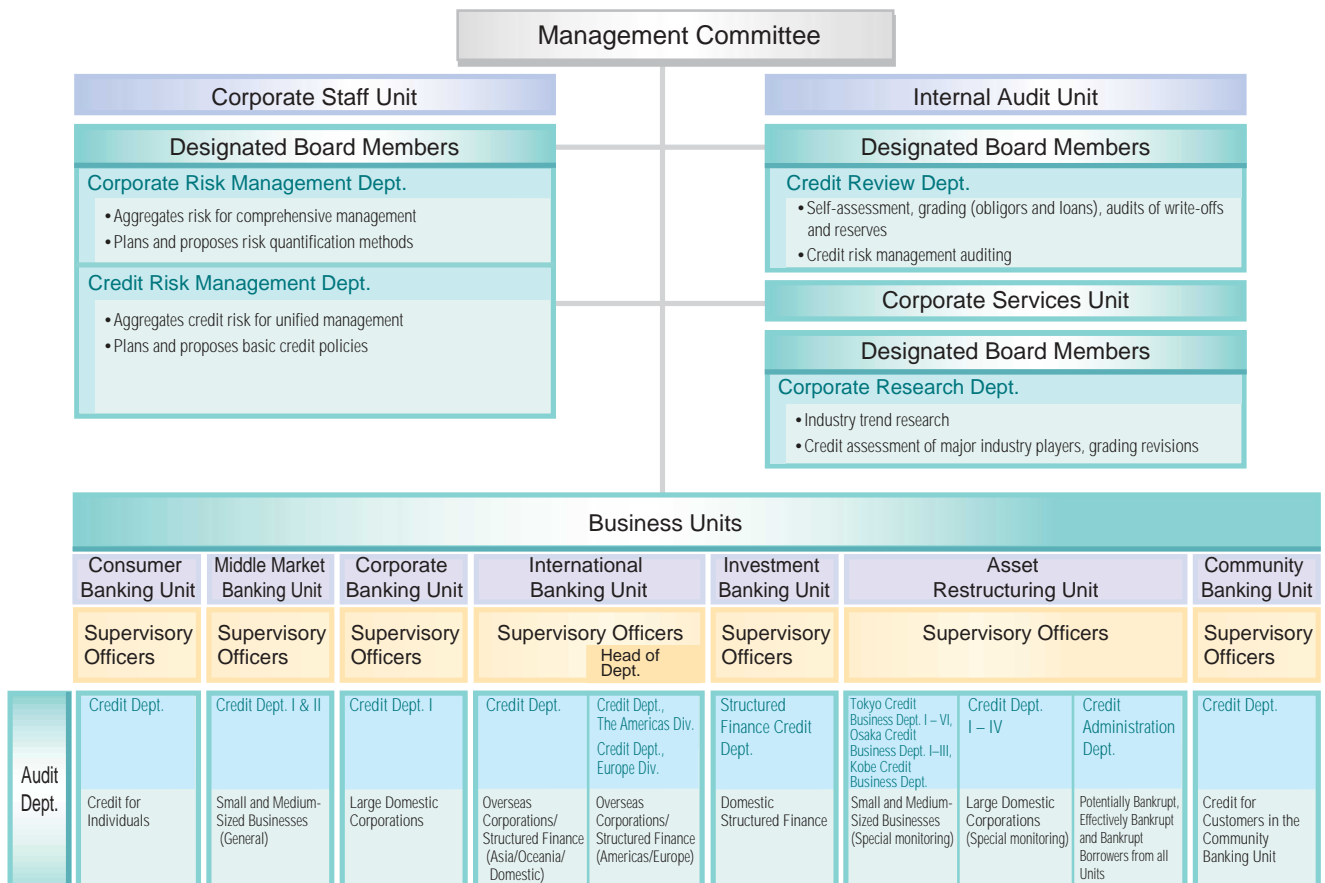 Management Committee
Corporate Staff Unit
Designated Board Members
Corporate Risk Management Dept.
• Aggregates risk for comprehensive management
• Plans and proposes risk quantification methods
Credit Risk Management Dept.
• Aggregates credit risk for unified management
• Plans and proposes basic credit policies
Internal Audit Unit
Designated Board Members
Credit Review Dept.
• Self-assessment, grading (obligors and loans), audits of write-offs
and reserves
• Credit risk management auditing
Corporate Services Unit
Designated Board Members
Corporate Research Dept.
• Industry trend research
• Credit assessment of major industry players, grading revisions
Business Units
Consumer
Banking Unit
Middle Market
Banking Unit
Corporate
Banking Unit
International
Banking Unit
Investment
Banking Unit
Asset
Restructuring Unit
Community
Banking Unit
Supervisory
Officers
Supervisory
Officers
Supervisory
Officers
Supervisory Officers
Head of
Dept.
Supervisory
Officers
Supervisory Officers
Supervisory
Officers
Audit
Dept.
Credit Dept.
Credit Dept. I & II
Credit Dept. I
Credit Dept.
Credit Dept.,
The Americas Div.
Credit Dept.,
Europe Div.
Structured
Finance Credit
Dept.
Tokyo Credit
Business Dept. I – VI,
Osaka Credit
Business Dept. I–III,
Kobe Credit
Business Dept.
Credit Dept.
I – IV
Credit
Administration
Dept.
Credit Dept.
Credit for
Individuals
Small and Medium-
Sized Businesses
(General)
Large Domestic
Corporations
Overseas
Corporations/
Structured Finance
(Asia/Oceania/
Domestic)
Overseas
Corporations/
Structured Finance
(Americas/Europe)
Domestic
Structured Finance
Small and Medium-
Sized Businesses
(Special monitoring)
Large Domestic
Corporations
(Special monitoring)
Potentially Bankrupt,
Effectively Bankrupt
and Bankrupt
Borrowers from all
Units
Credit for
Customers in the
Community
Banking Unit